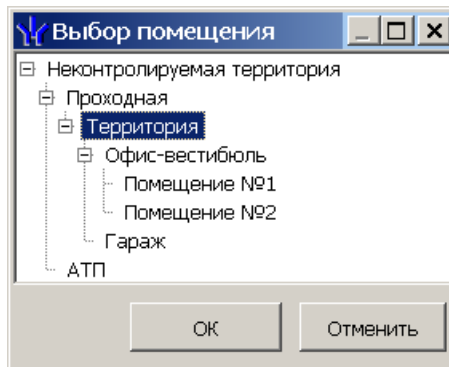 Выбор помещения
Неконтролируемая территория
Проходная
Территория
Офис-вестибюль
Помещение №1
Помещение №2
Гараж
АТП
ОК
Отменить